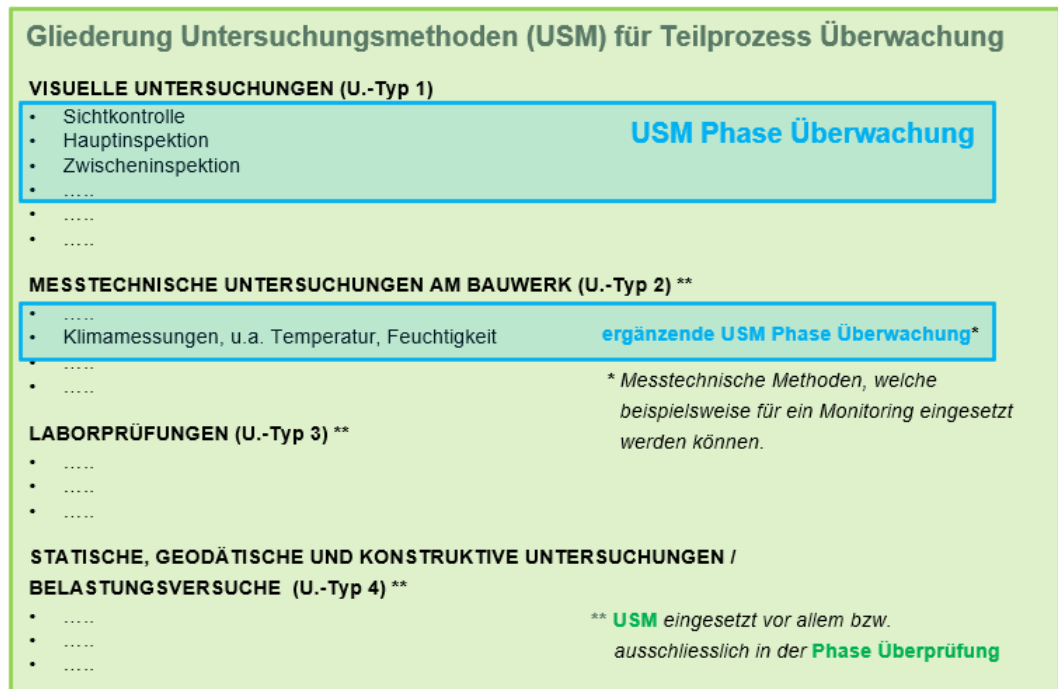 Gliederung Untersuchungsmethoden (USM) für Teilprozess Überwachung
VISUELLE UNTERSUCHUNGEN (U.-Typ 1)
• Sichtkontrolle
• Hauptinspektion
• Zwischeninspektion
• .....
USM Phase Überwachung
• .....
• .....
MESSTECHNISCHE UNTERSUCHUNGEN AM BAUWERK (U.-Typ 2) **
• .....
• Klimamessungen, u.a. Temperatur, Feuchtigkeit
ergänzende USM Phase Überwachung*
• .....
• .....
* Messtechnische Methoden, welche
beispielsweise für ein Monitoring eingesetzt
werden können.
LABORPRÜFUNGEN (U.-Typ 3) **
• .....
• .....
• .....
STATISCHE, GEODÄTISCHE UND KONSTRUKTIVE UNTERSUCHUNGEN /
BELASTUNGSVERSUCHE (U.-Typ 4) **
• .....
• .....
• .....
** USM eingesetzt vor allem bzw.
ausschliesslich in der Phase Überprüfung